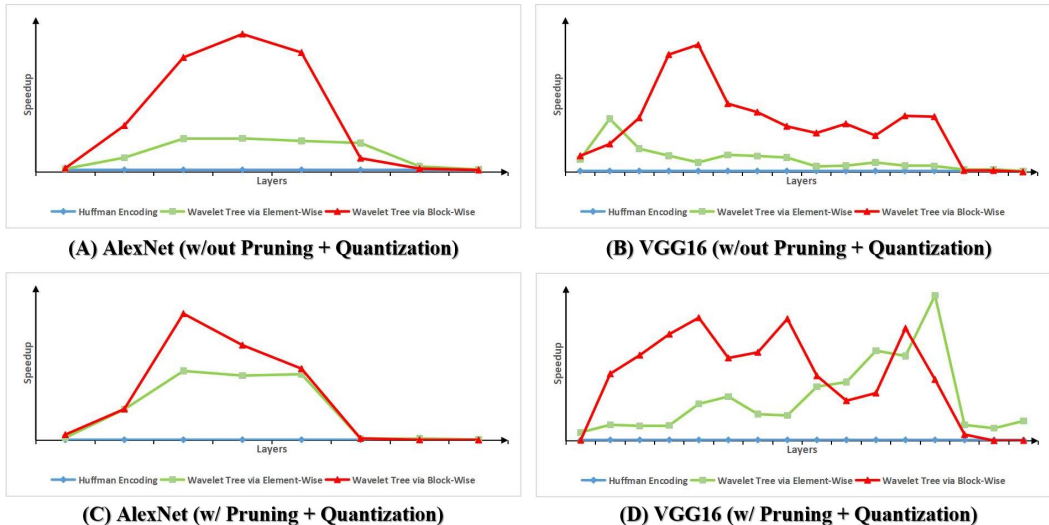 Speedup
Layers
Huffman Encoding Wavelet Tree via Element-Wise Wavelet Tree via Block-Wise
(A) AlexNet (w/out Pruning + Quantization)
Speedup
Layers
Huffman Encoding Wavelet Tree via Element-Wise Wavelet Tree via Block-Wise
(B) VGG16 (w/out Pruning + Quantization)
Speedup
Layers
Huffman Encoding Wavelet Tree via Element-Wise Wavelet Tree via Block-Wise
(C) AlexNet (w/ Pruning + Quantization)
Speedup
Layers
Huffman Encoding Wavelet Tree via Element-Wise Wavelet Tree via Block-Wise
(D) VGG16 (w/ Pruning + Quantization)